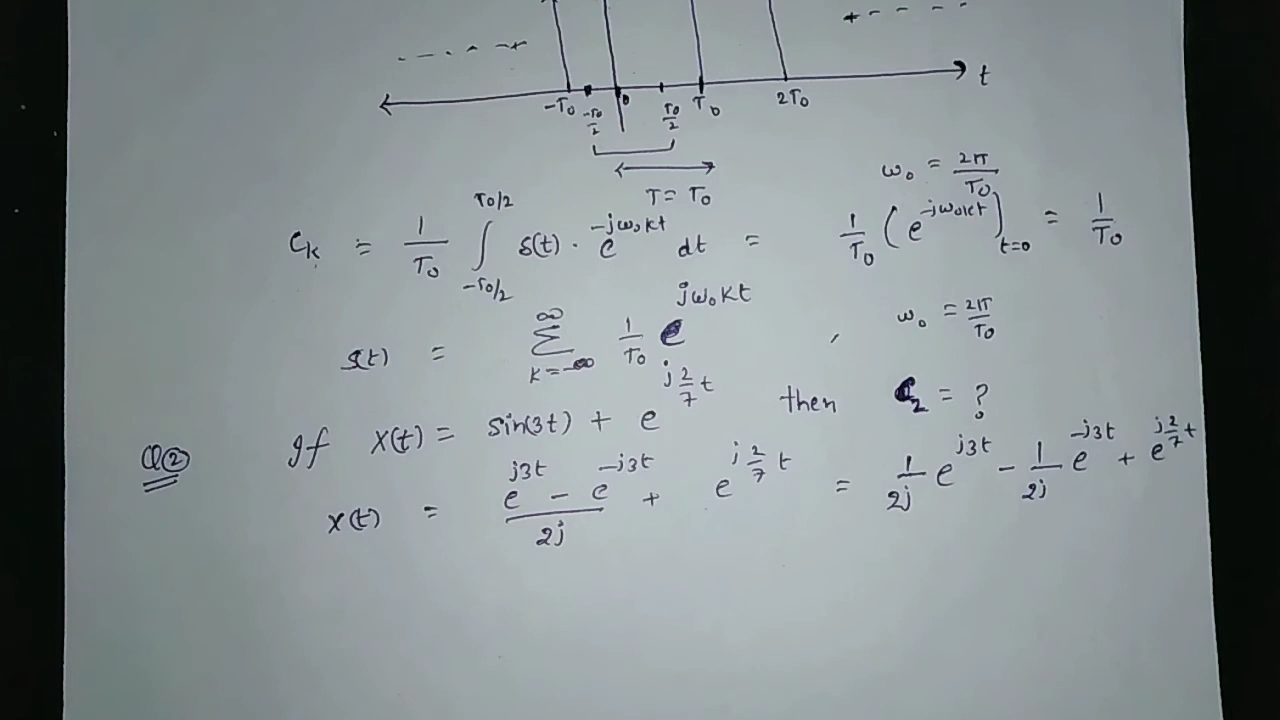 t
-T₀ -T₀/2 0 T₀/2 T₀ 2T₀
T = T₀
ω₀ = 2π/T₀
Cₖ = 1/T₀ ∫_{-T₀/2}^{T₀/2} δ(t) · e^{-jω₀kt} dt = 1/T₀ (e^{-jω₀kt})_{t=0} = 1/T₀
δ(t) = ∑_{k=-∞}^{∞} 1/T₀ e^{jω₀kt} , ω₀ = 2π/T₀
Q② If x(t) = sin(3t) + e^{j 2/7 t} then C₂ = ?
x(t) = (e^{j3t} - e^{-j3t})/2j + e^{j 2/7 t} = 1/2j e^{j3t} - 1/2j e^{-j3t} + e^{j 2/7 t}